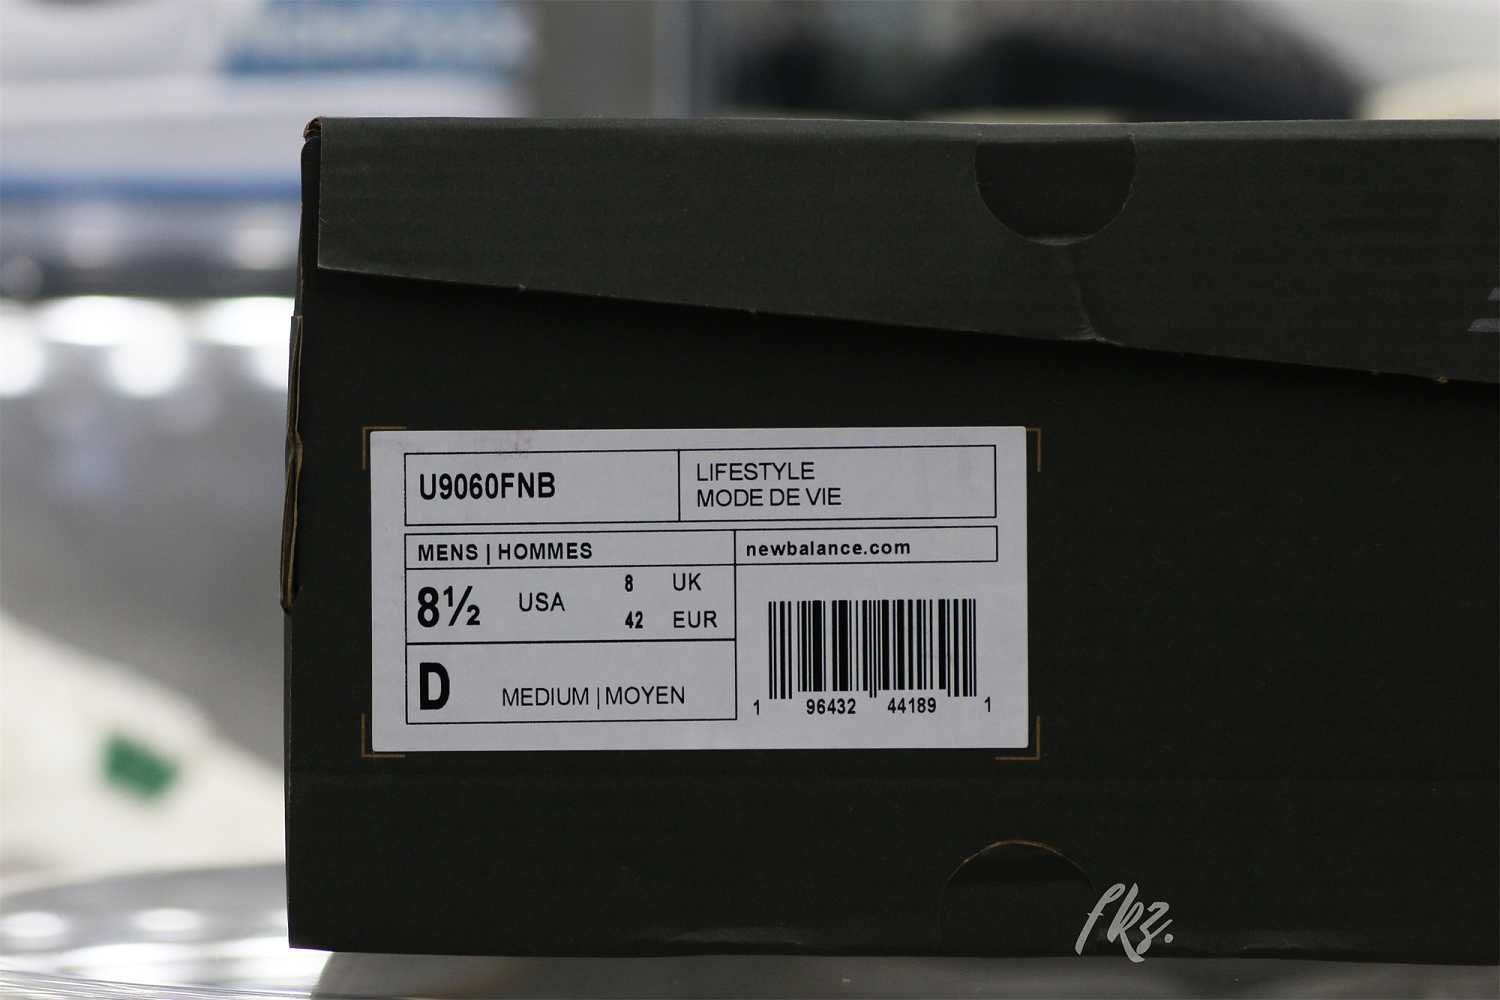 U9060FNB
LIFESTYLE
MODE DE VIE
MENS | HOMMES
newbalance.com
8½ USA
8 UK
42 EUR
D MEDIUM | MOYEN
1 96432 44189 1
fkz.